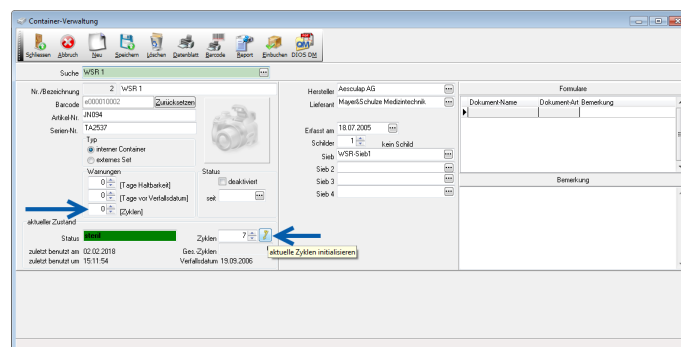 Container-Verwaltung
Schliessen Abbruch Neu Speichern Löschen Datenblatt Barcode Report Einbuchen DIOS DM
Suche WSR 1
Nr./Bezeichnung 2 WSR 1
Barcode e000010002 Zurücksetzen
Artikel-Nr. JN094
Serien-Nr. TA2537
Typ
interner Container
externes Set
Warnungen
0 [Tage Haltbarkeit]
0 [Tage vor Verfallsdatum]
0 [Zyklen]
Status
deaktiviert
seit
aktueller Zustand
Status steril Zyklen 7
zuletzt benutzt am 02.02.2018 Ges.-Zyklen
zuletzt benutzt um 15:11:54 Verfallsdatum 19.09.2006
aktuelle Zyklen initialisieren
Hersteller Aesculap AG
Lieferant Mayer&Schulze Medizintechnik
Erfasst am 18.07.2005
Schilder 1 kein Schild
Sieb WSR-Sieb1
Sieb 2
Sieb 3
Sieb 4
Formulare
Dokument-Name Dokument-Art Bemerkung
Bemerkung